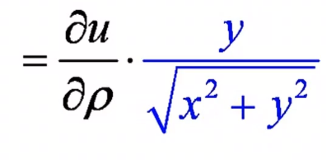 = ∂u/∂ρ · y/√(x² + y²)